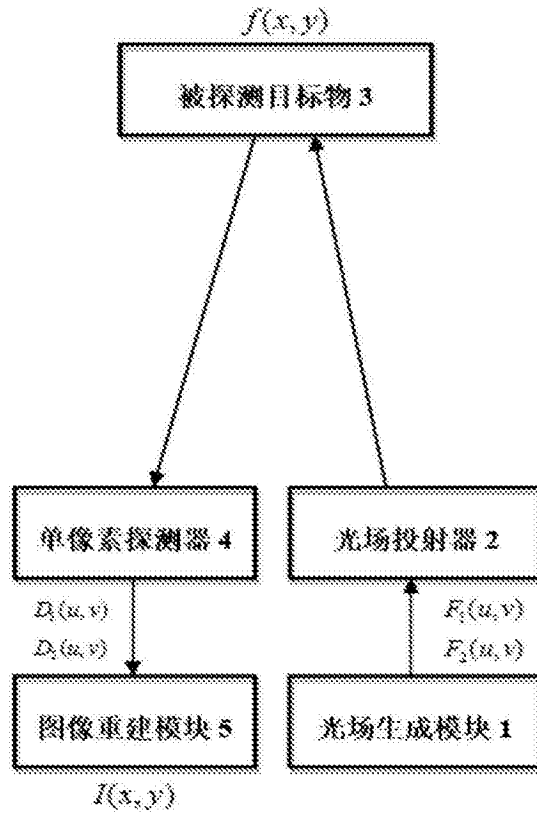 f(x,y)
被探测目标物 3
单像素探测器 4
光场投射器 2
D₁(u,v)
D₂(u,v)
F₁(u,v)
F₂(u,v)
图像重建模块 5
光场生成模块 1
I(x,y)